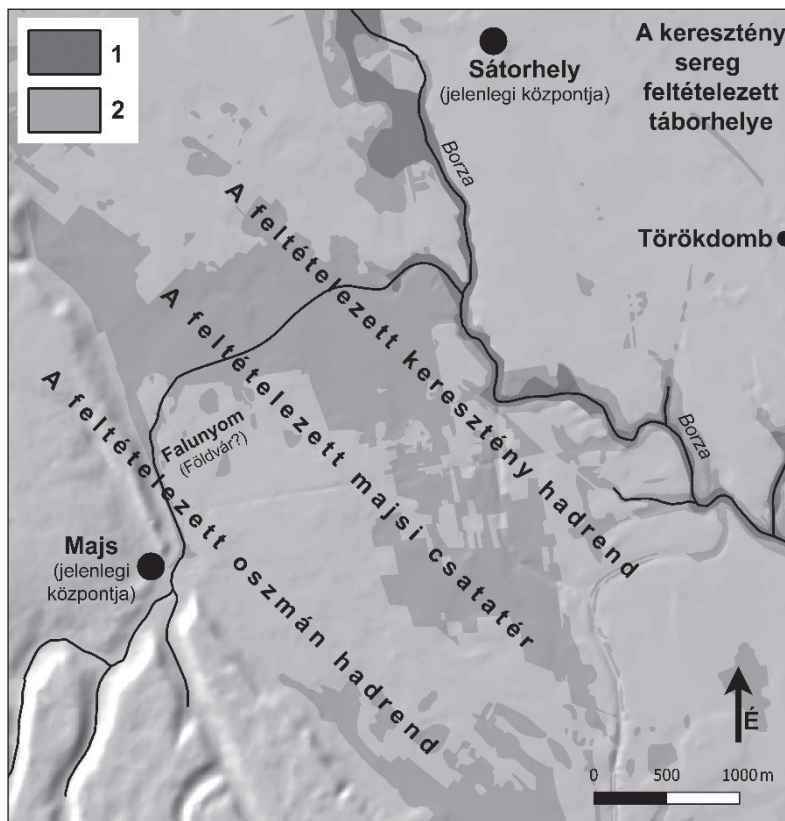 1
2
Sátorhely
(jelenlegi központja)
A keresztény
sereg
feltételezett
táborhelye
Borza
Törökdomb
A feltételezett keresztény hadrend
A feltételezett majsi csatatér
A feltételezett oszmán hadrend
Falunyom
(Földvár?)
Borza
Majs
(jelenlegi
központja)
É
0 500 1000 m